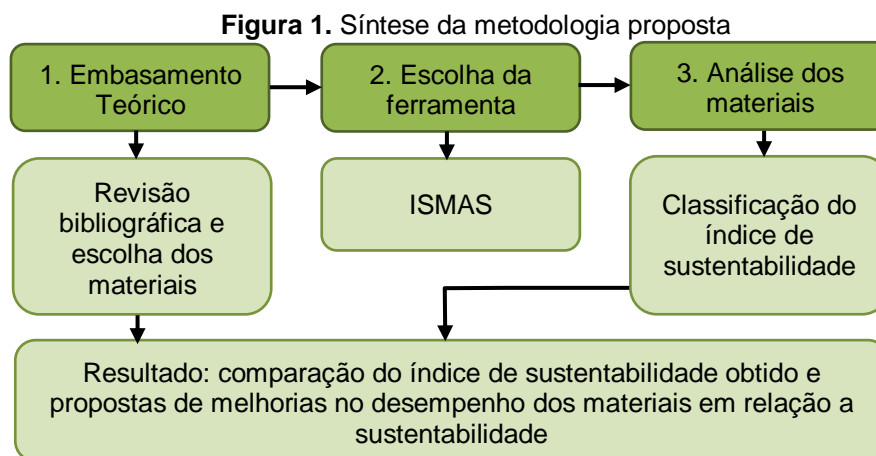 Figura 1. Síntese da metodologia proposta
1. Embasamento
Teórico
2. Escolha da
ferramenta
3. Análise dos
materiais
Revisão
bibliográfica e
escolha dos
materiais
ISMAS
Classificação do
índice de
sustentabilidade
Resultado: comparação do índice de sustentabilidade obtido e
propostas de melhorias no desempenho dos materiais em relação a
sustentabilidade